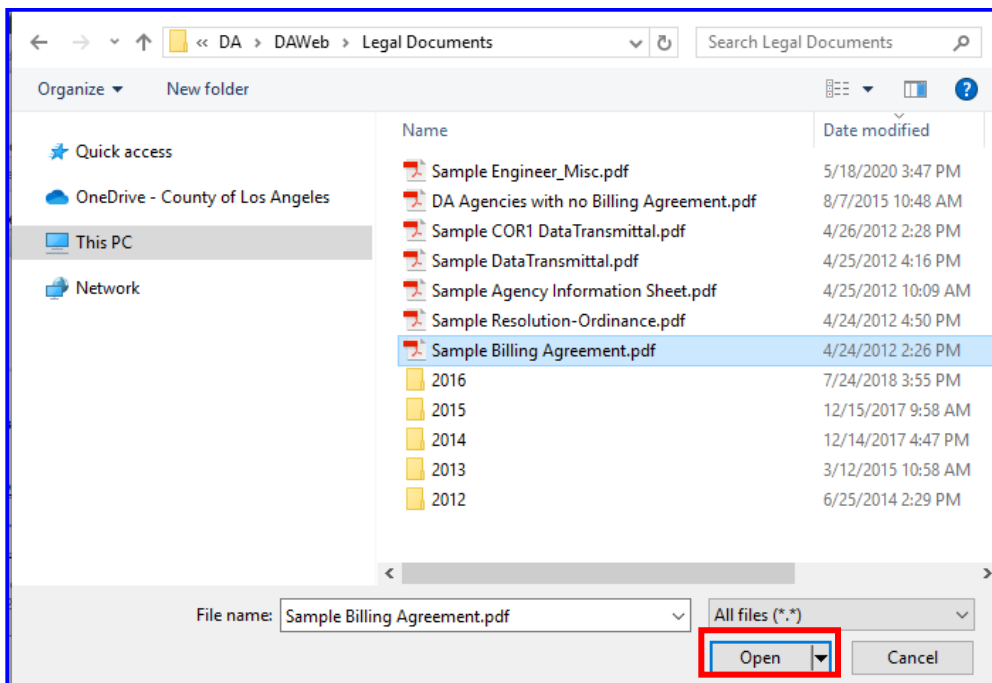 « DA > DAWeb > Legal Documents Search Legal Documents
Organize New folder
Name Date modified
Quick access
OneDrive - County of Los Angeles
This PC
Network
Sample Engineer_Misc.pdf 5/18/2020 3:47 PM
DA Agencies with no Billing Agreement.pdf 8/7/2015 10:48 AM
Sample COR1 DataTransmittal.pdf 4/26/2012 2:28 PM
Sample DataTransmittal.pdf 4/25/2012 4:16 PM
Sample Agency Information Sheet.pdf 4/25/2012 10:09 AM
Sample Resolution-Ordinance.pdf 4/24/2012 4:50 PM
Sample Billing Agreement.pdf 4/24/2012 2:26 PM
2016 7/24/2018 3:55 PM
2015 12/15/2017 9:58 AM
2014 12/14/2017 4:47 PM
2013 3/12/2015 10:58 AM
2012 6/25/2014 2:29 PM
File name: Sample Billing Agreement.pdf All files (*.*)
Open Cancel